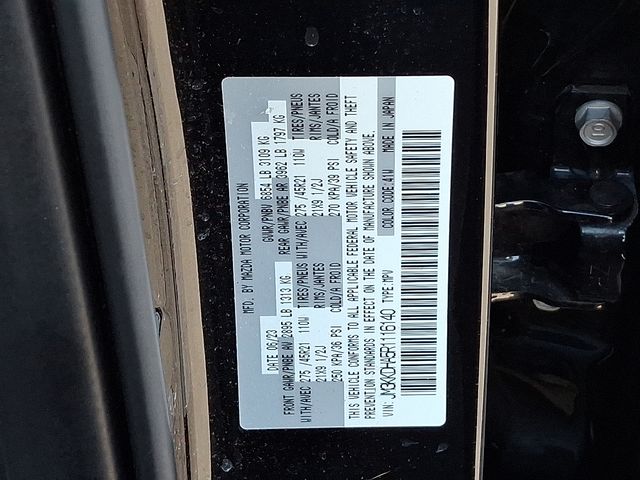 MFD. BY MAZDA MOTOR CORPORATION
DATE 06/23 GVWR/PNBV 6854 LB 3109 KG
FRONT GAWR/PNBE AV 2895 LB 1313 KG REAR GAWR/PNBE AR 3962 LB 1797 KG
WITH/AVEC 275 /45R21 110W TIRES/PNEUS WITH/AVEC 275 /45R21 110W TIRES/PNEUS
21X9 1/2J RIMS/JANTES 21X9 1/2J RIMS/JANTES
250 KPA/36 PSI COLD/A FROID 270 KPA/39 PSI COLD/A FROID
THIS VEHICLE CONFORMS TO ALL APPLICABLE FEDERAL MOTOR VEHICLE SAFETY AND THEFT
PREVENTION STANDARDS IN EFFECT ON THE DATE OF MANUFACTURE SHOWN ABOVE.
VIN: JM3KKDHA5R1116140 TYPE: MPV COLOR CODE: 41W MADE IN JAPAN